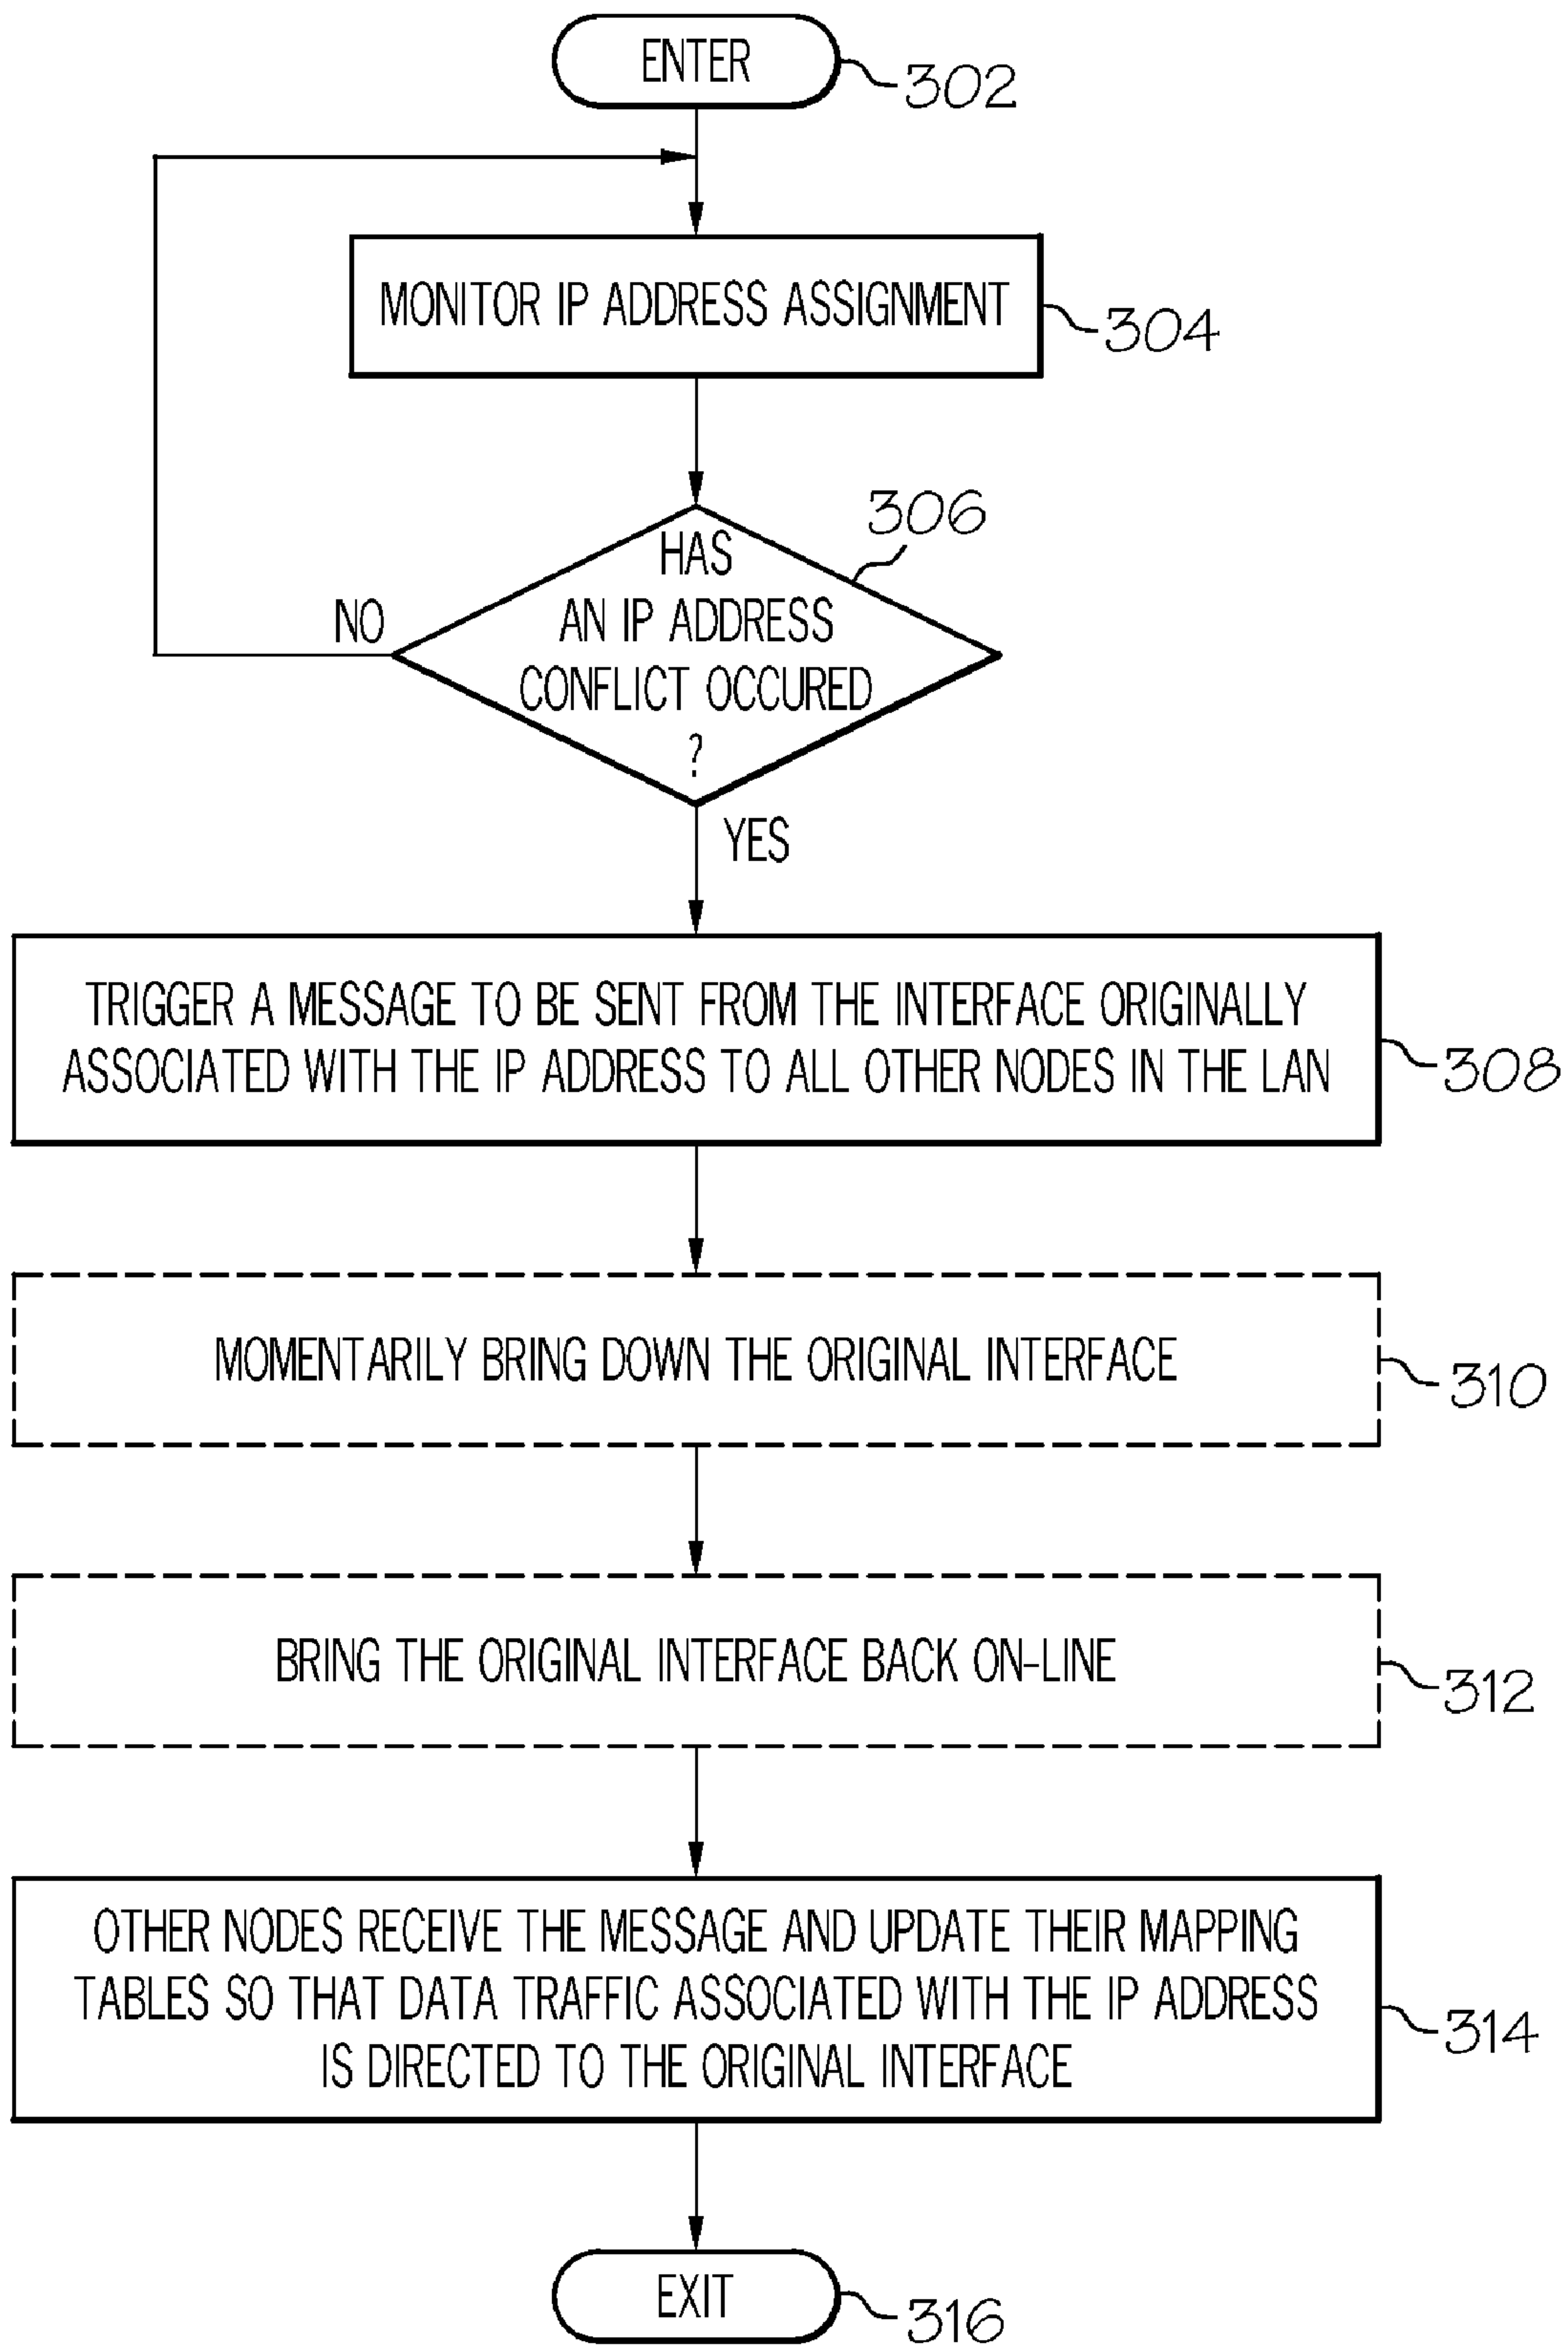 ENTER
302
MONITOR IP ADDRESS ASSIGNMENT
304
306
HAS
AN IP ADDRESS
CONFLICT OCCURED
?
NO
YES
TRIGGER A MESSAGE TO BE SENT FROM THE INTERFACE ORIGINALLY
ASSOCIATED WITH THE IP ADDRESS TO ALL OTHER NODES IN THE LAN
308
MOMENTARILY BRING DOWN THE ORIGINAL INTERFACE
310
BRING THE ORIGINAL INTERFACE BACK ON-LINE
312
OTHER NODES RECEIVE THE MESSAGE AND UPDATE THEIR MAPPING
TABLES SO THAT DATA TRAFFIC ASSOCIATED WITH THE IP ADDRESS
IS DIRECTED TO THE ORIGINAL INTERFACE
314
EXIT
316